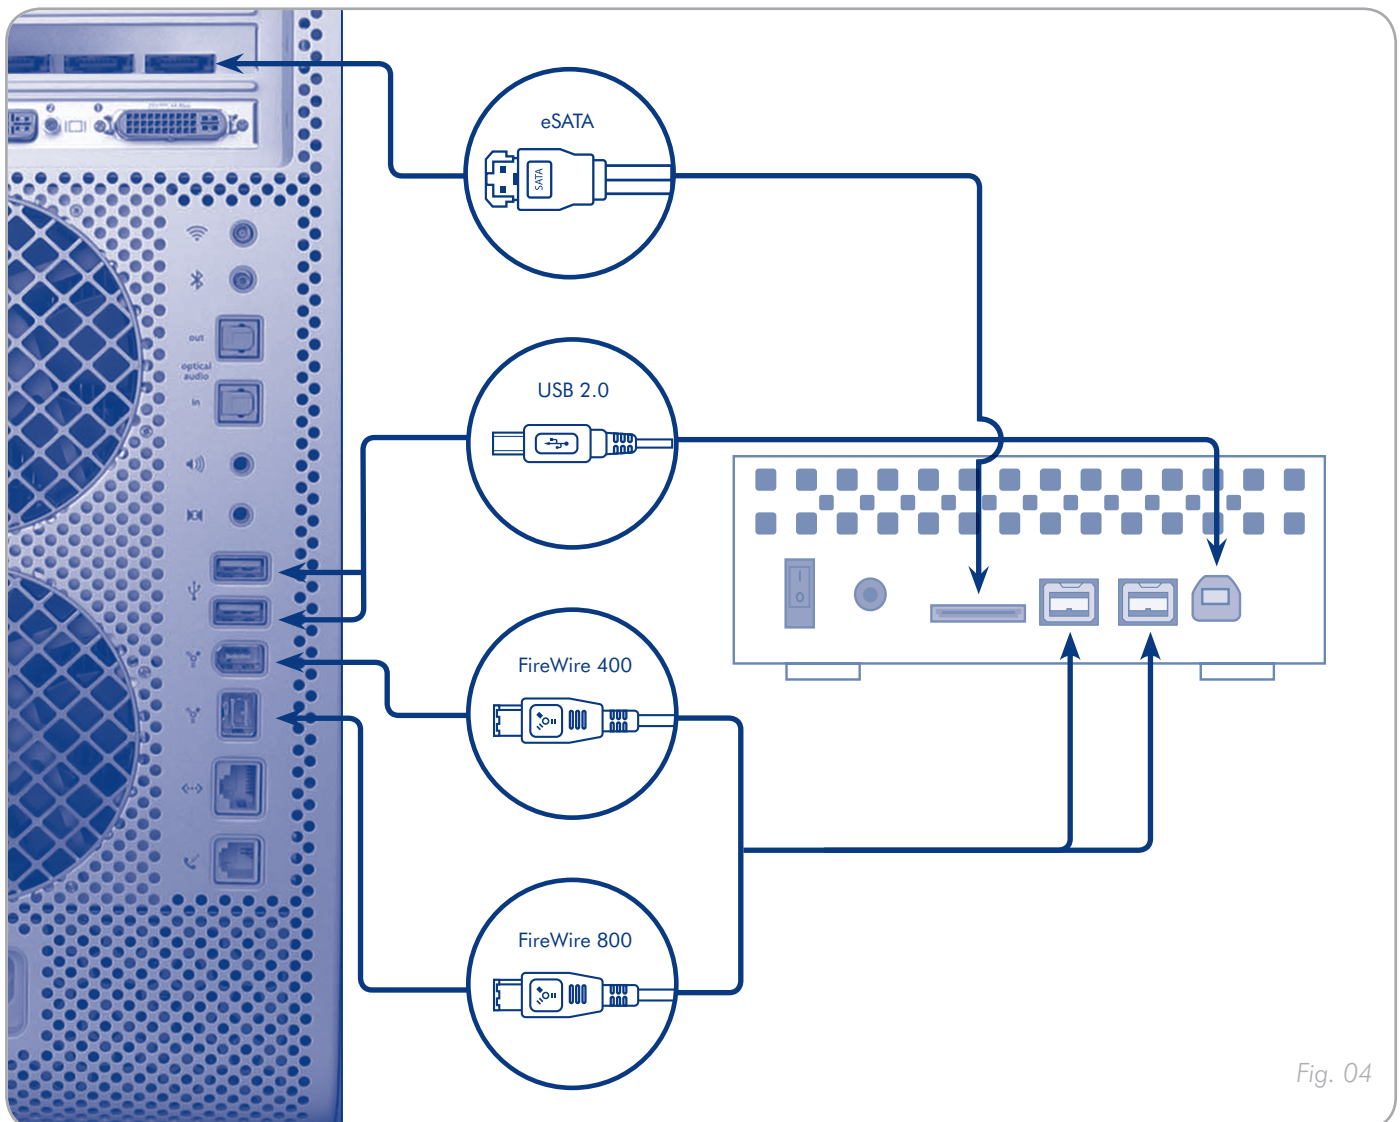 eSATA
SATA
out
optical
audio
in
USB 2.0
FireWire 400
FireWire 800
Fig. 04